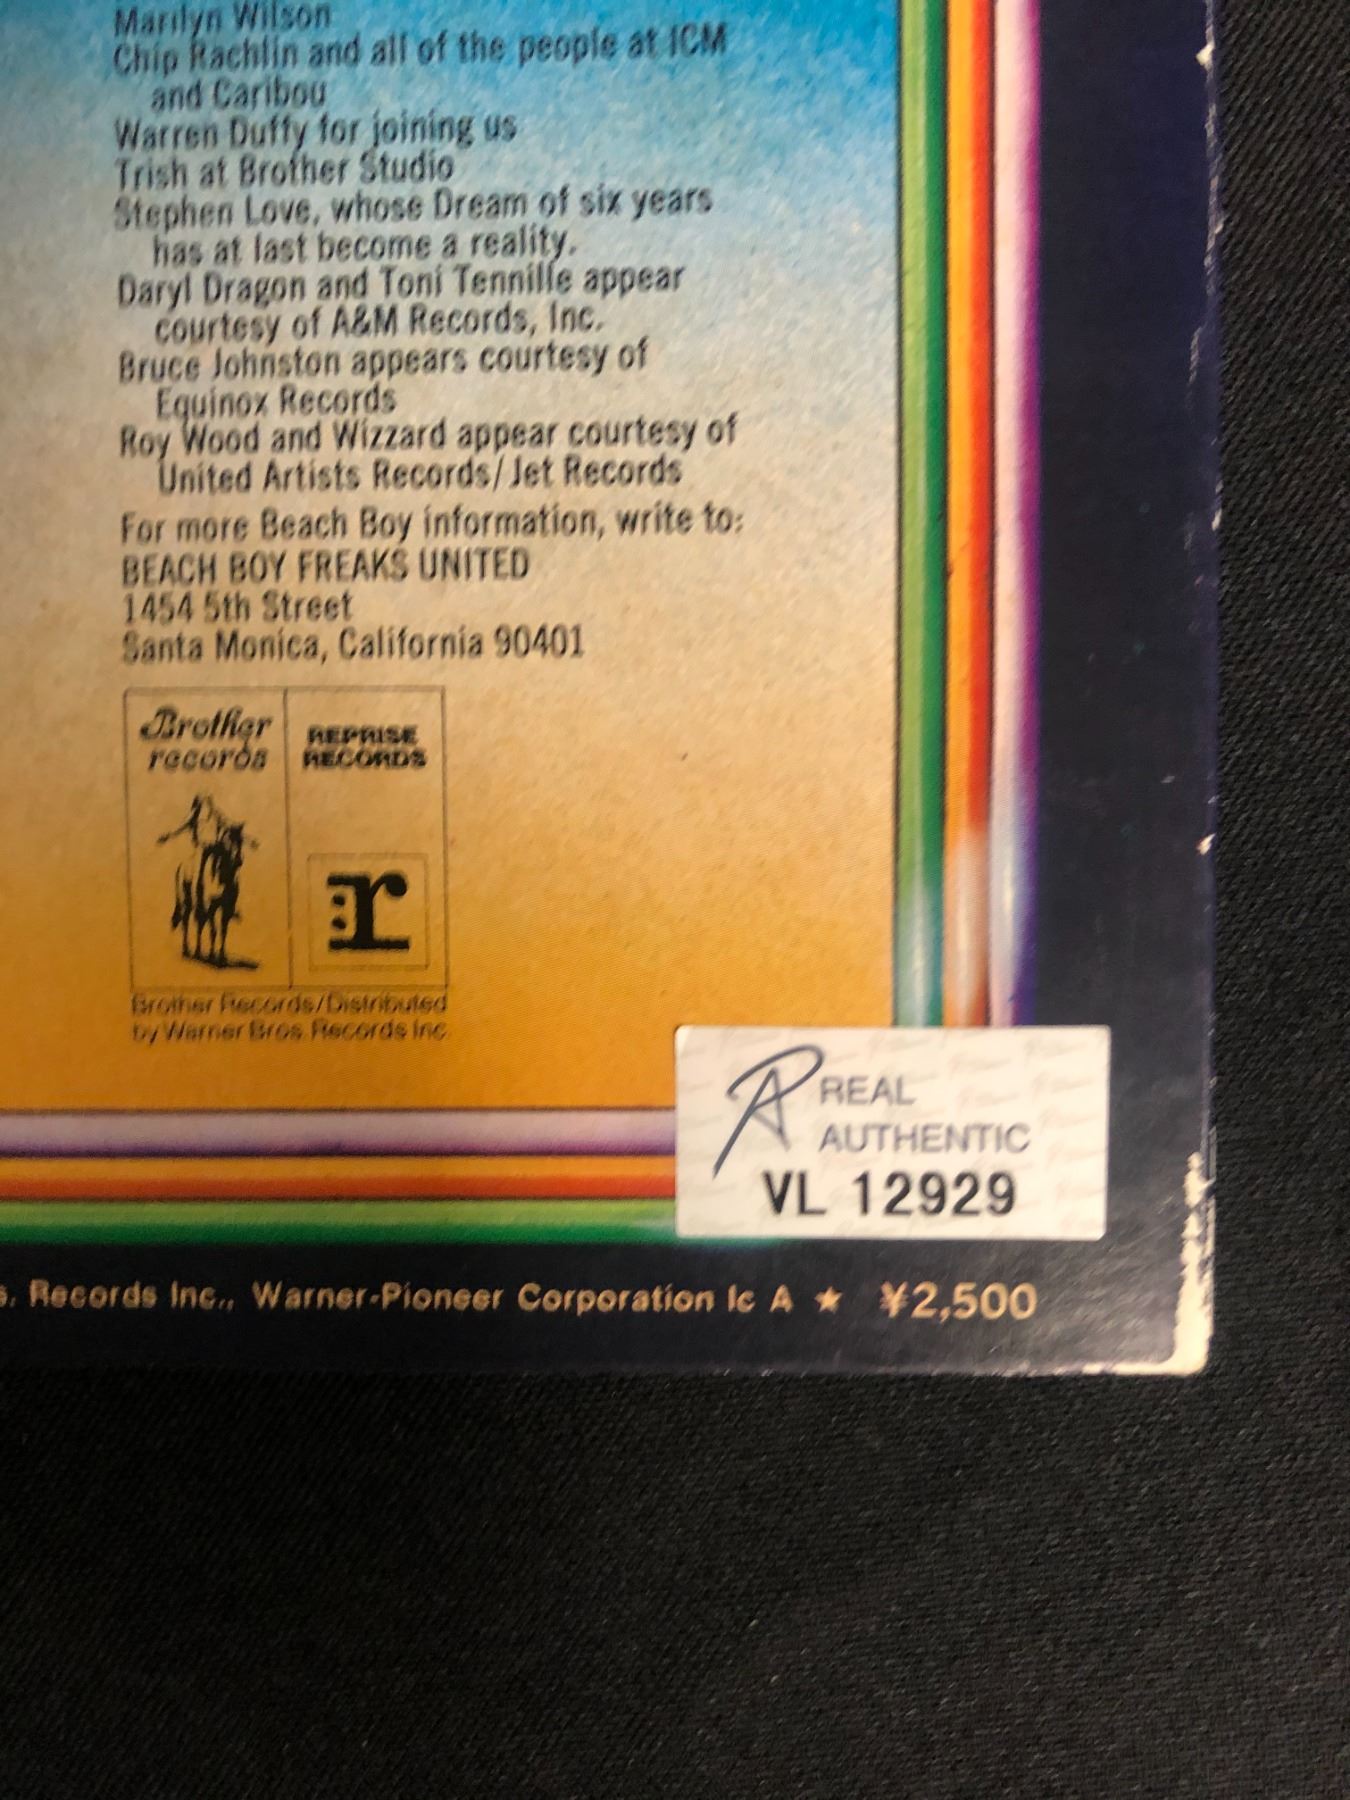 Marilyn Wilson
Chip Rachlin and all of the people at ICM
and Caribou
Warren Duffy for joining us
Trish at Brother Studio
Stephen Love, whose Dream of six years
has at last become a reality.
Daryl Dragon and Toni Tennille appear
courtesy of A&M Records, Inc.
Bruce Johnston appears courtesy of
Equinox Records
Roy Wood and Wizzard appear courtesy of
United Artists Records/Jet Records
For more Beach Boy information, write to:
BEACH BOY FREAKS UNITED
1454 5th Street
Santa Monica, California 90401
Brother
records
REPRISE
RECORDS
r
Brother Records/Distributed
by Warner Bros. Records Inc.
RA REAL
AUTHENTIC
VL 12929
s. Records Inc., Warner-Pioneer Corporation Ic A ★ ¥2,500